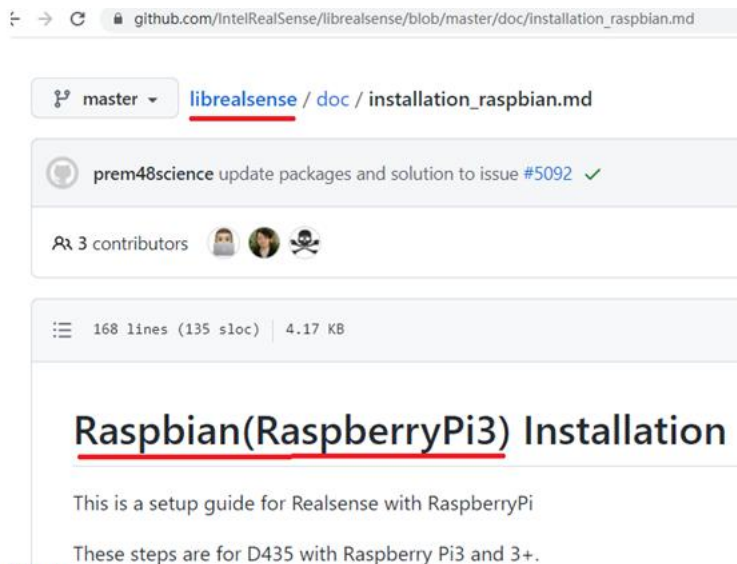 github.com/IntelRealSense/librealsense/blob/master/doc/installation_raspbian.md
master librealsense / doc / installation_raspbian.md
prem48science update packages and solution to issue #5092
3 contributors
168 lines (135 sloc) 4.17 KB
Raspbian(RaspberryPi3) Installation
This is a setup guide for Realsense with RaspberryPi
These steps are for D435 with Raspberry Pi3 and 3+.